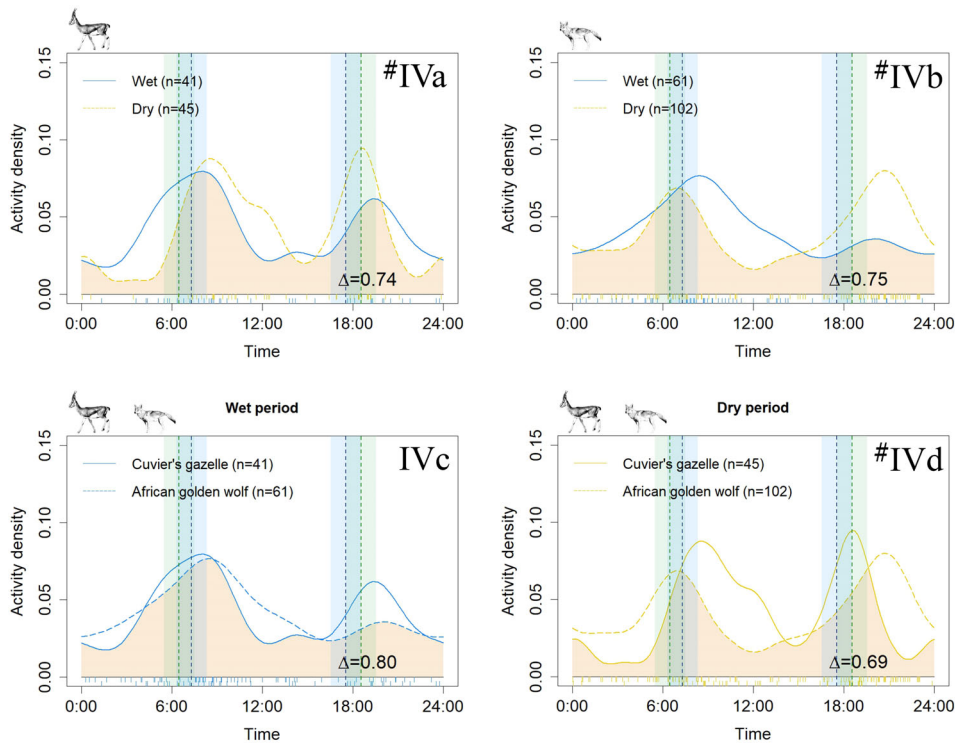 #IVa
0.15
Wet (n=41)
Dry (n=45)
0.10
Activity density
0.05
Δ=0.74
0.00
0:00 6:00 12:00 18:00 24:00
Time
#IVb
0.15
Wet (n=61)
Dry (n=102)
0.10
Activity density
0.05
Δ=0.75
0.00
0:00 6:00 12:00 18:00 24:00
Time
Wet period
IVc
0.15
Cuvier's gazelle (n=41)
African golden wolf (n=61)
0.10
Activity density
0.05
Δ=0.80
0.00
0:00 6:00 12:00 18:00 24:00
Time
Dry period
#IVd
0.15
Cuvier's gazelle (n=45)
African golden wolf (n=102)
0.10
Activity density
0.05
Δ=0.69
0.00
0:00 6:00 12:00 18:00 24:00
Time